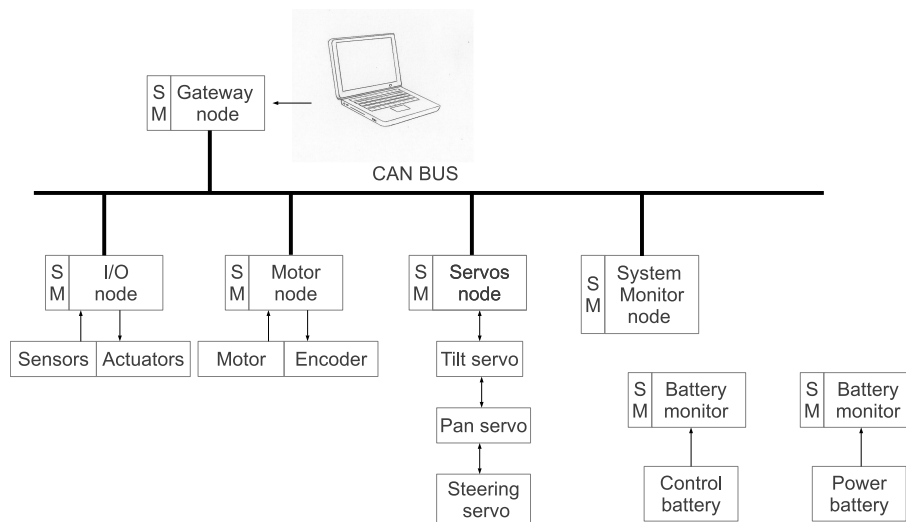 S
M
Gateway
node
CAN BUS
S
M
I/O
node
S
M
Motor
node
S
M
Servos
node
S
M
System
Monitor
node
Sensors
Actuators
Motor
Encoder
Tilt servo
Pan servo
Steering
servo
S
M
Battery
monitor
S
M
Battery
monitor
Control
battery
Power
battery